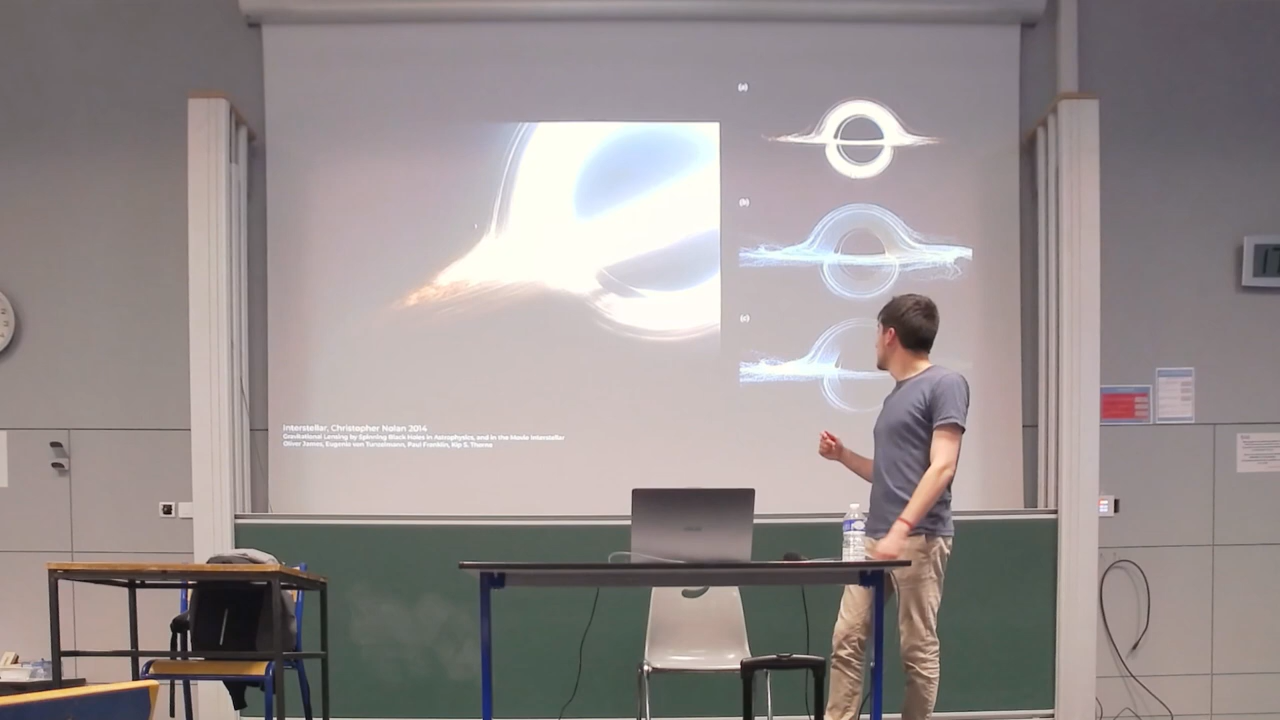 (a)
(b)
(c)
Interstellar, Christopher Nolan 2014
Gravitational Lensing by Spinning Black Holes in Astrophysics, and in the Movie Interstellar
Oliver James, Eugenie von Tunzelmann, Paul Franklin, Kip S. Thorne